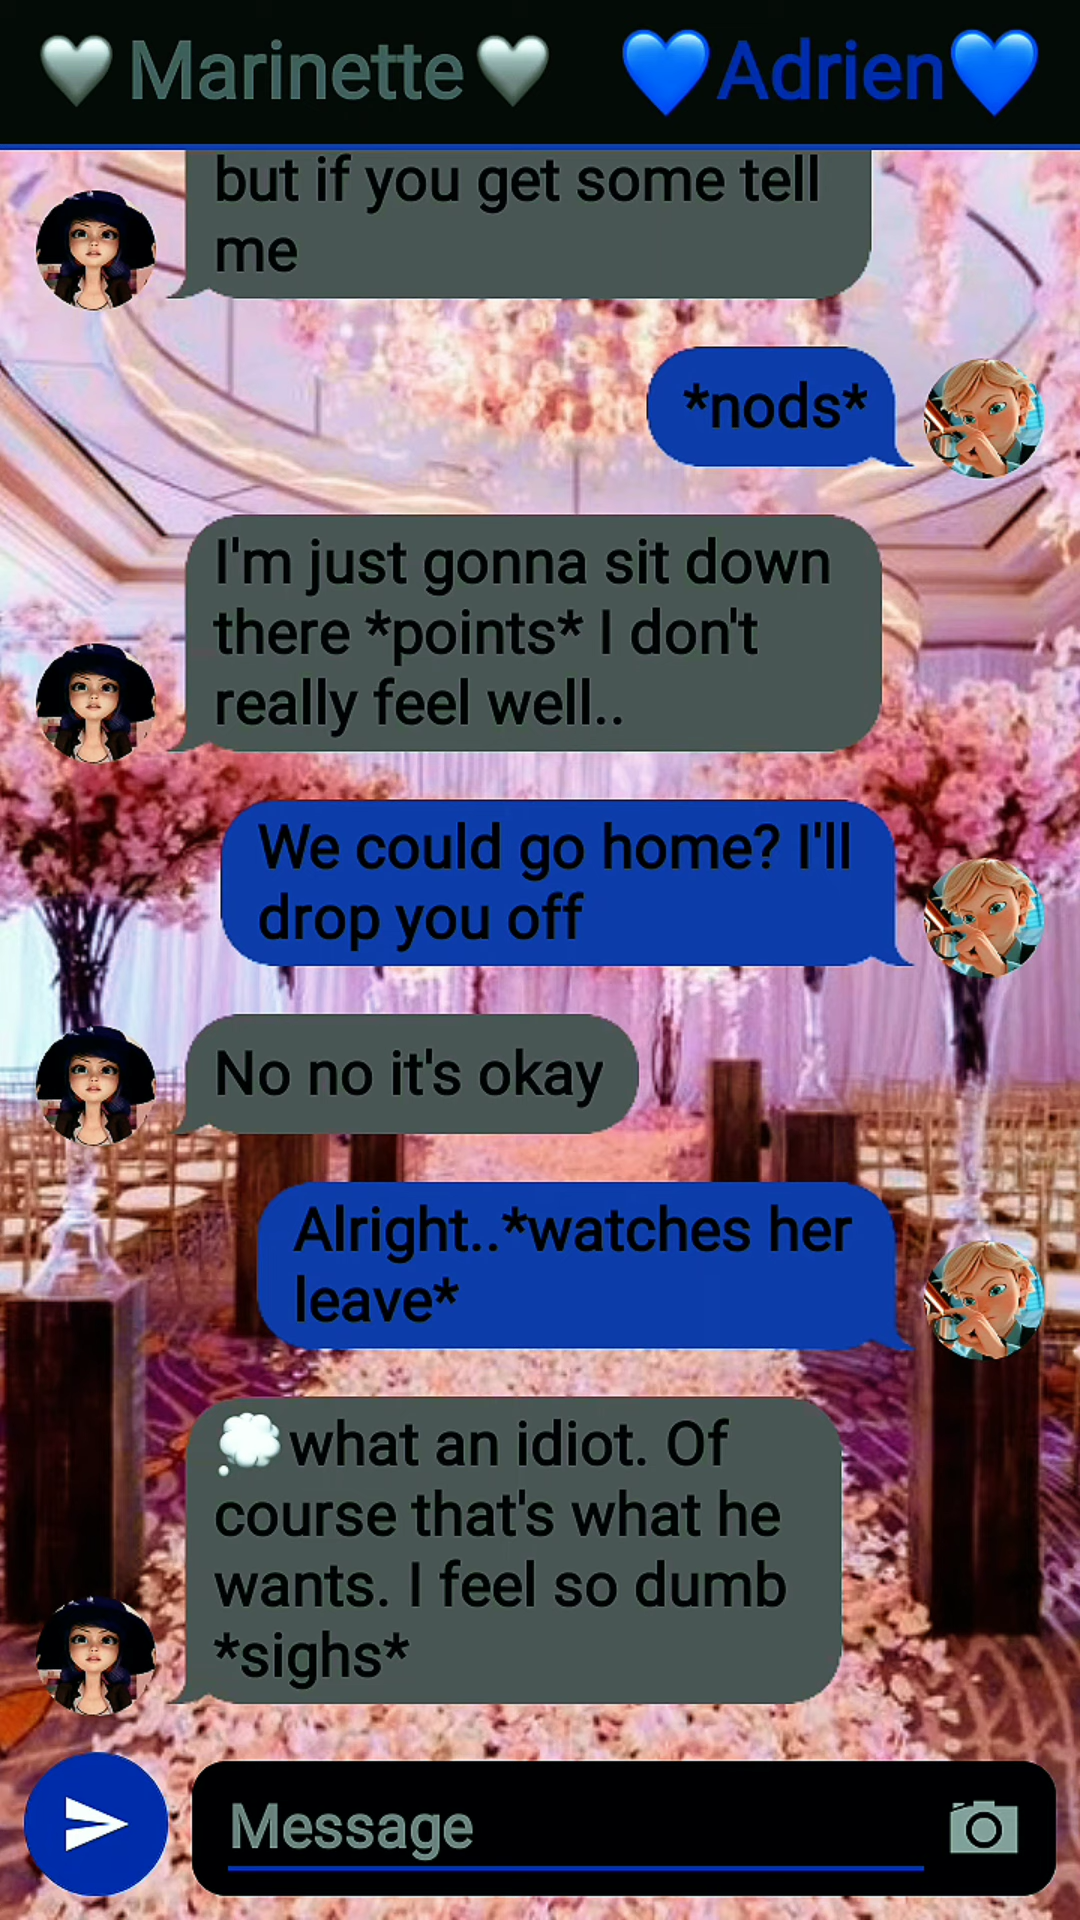 🤍Marinette🤍 💙Adrien💙
but if you get some tell
me
*nods*
I'm just gonna sit down
there *points* I don't
really feel well..
We could go home? I'll
drop you off
No no it's okay
Alright..*watches her
leave*
💭what an idiot. Of
course that's what he
wants. I feel so dumb
*sighs*
Message